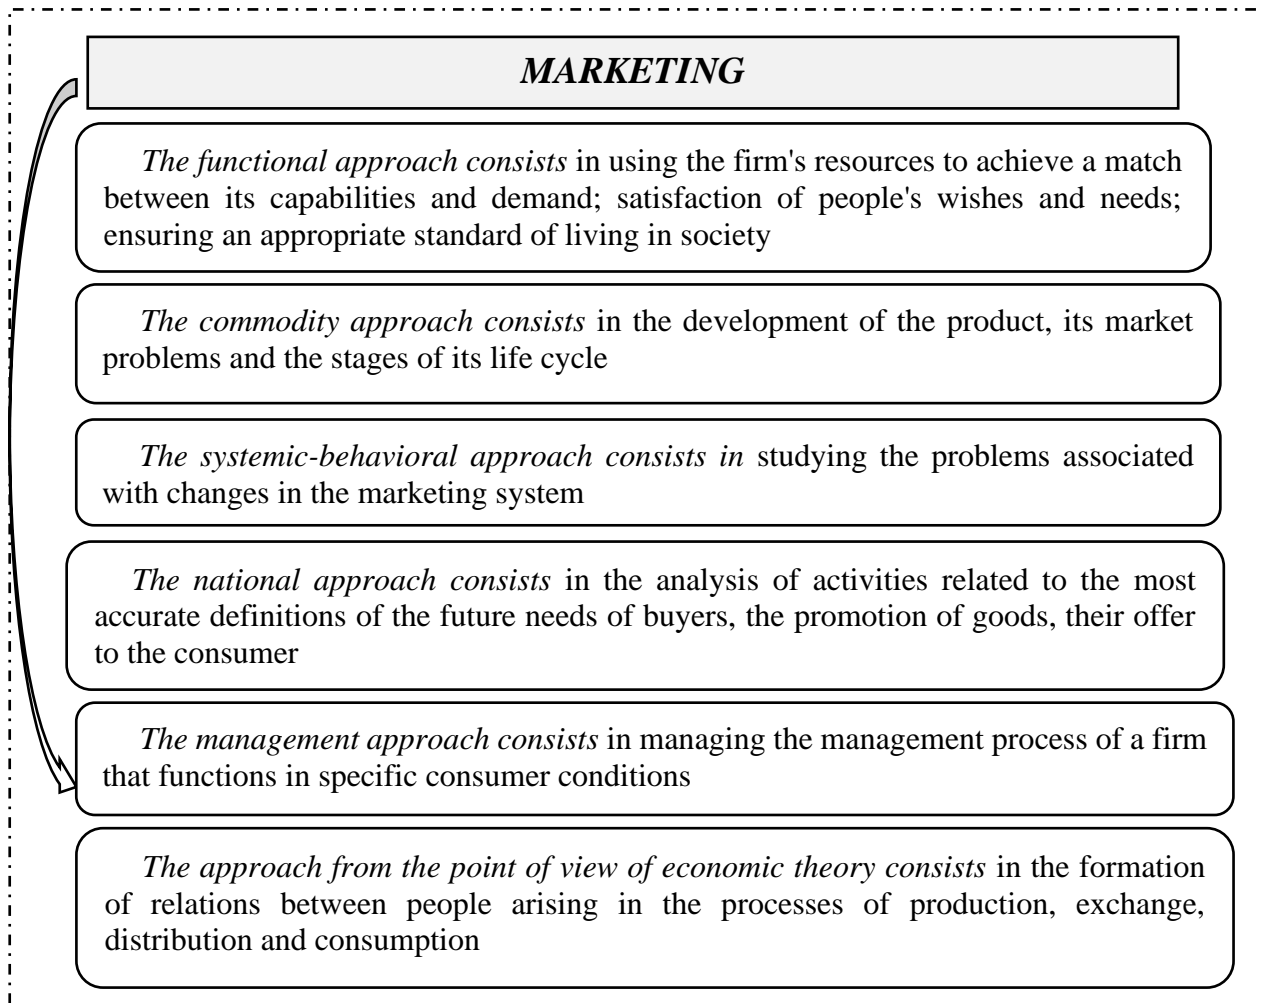 MARKETING
The functional approach consists in using the firm's resources to achieve a match
between its capabilities and demand; satisfaction of people's wishes and needs;
ensuring an appropriate standard of living in society
The commodity approach consists in the development of the product, its market
problems and the stages of its life cycle
The systemic-behavioral approach consists in studying the problems associated
with changes in the marketing system
The national approach consists in the analysis of activities related to the most
accurate definitions of the future needs of buyers, the promotion of goods, their offer
to the consumer
The management approach consists in managing the management process of a firm
that functions in specific consumer conditions
The approach from the point of view of economic theory consists in the formation
of relations between people arising in the processes of production, exchange,
distribution and consumption